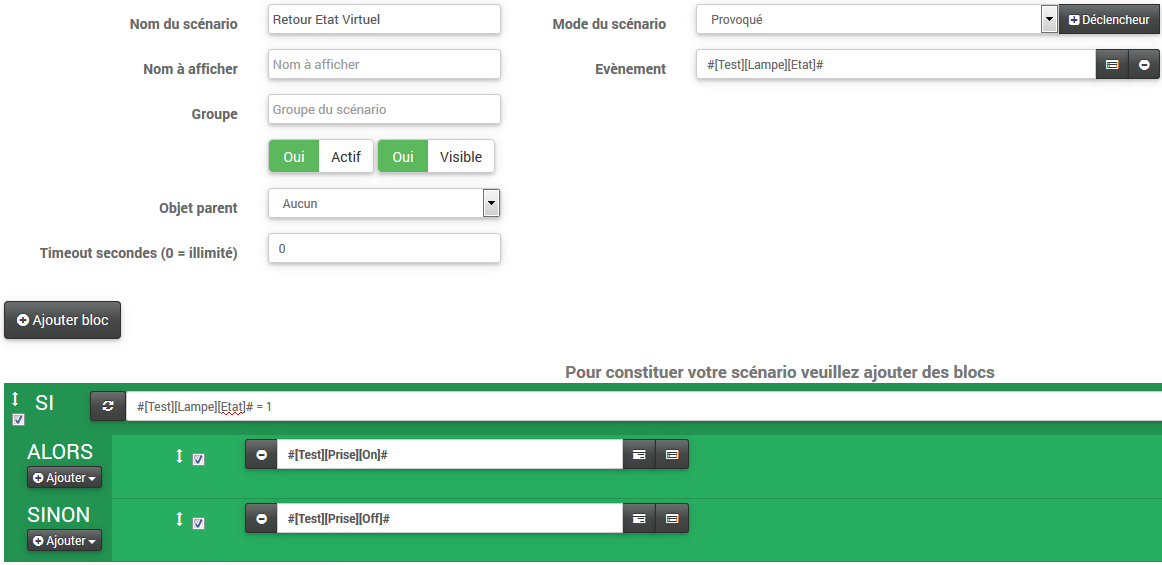 Nom du scénario Retour Etat Virtuel
Mode du scénario Provoqué Déclencheur
Nom à afficher Nom à afficher
Evènement #[Test][Lampe][Etat]#
Groupe Groupe du scénario
Oui Actif Oui Visible
Objet parent Aucun
Timeout secondes (0 = illimité) 0
Ajouter bloc
Pour constituer votre scénario veuillez ajouter des blocs
SI #[Test][Lampe][Etat]# = 1
ALORS #[Test][Prise][On]#
Ajouter
SINON #[Test][Prise][Off]#
Ajouter